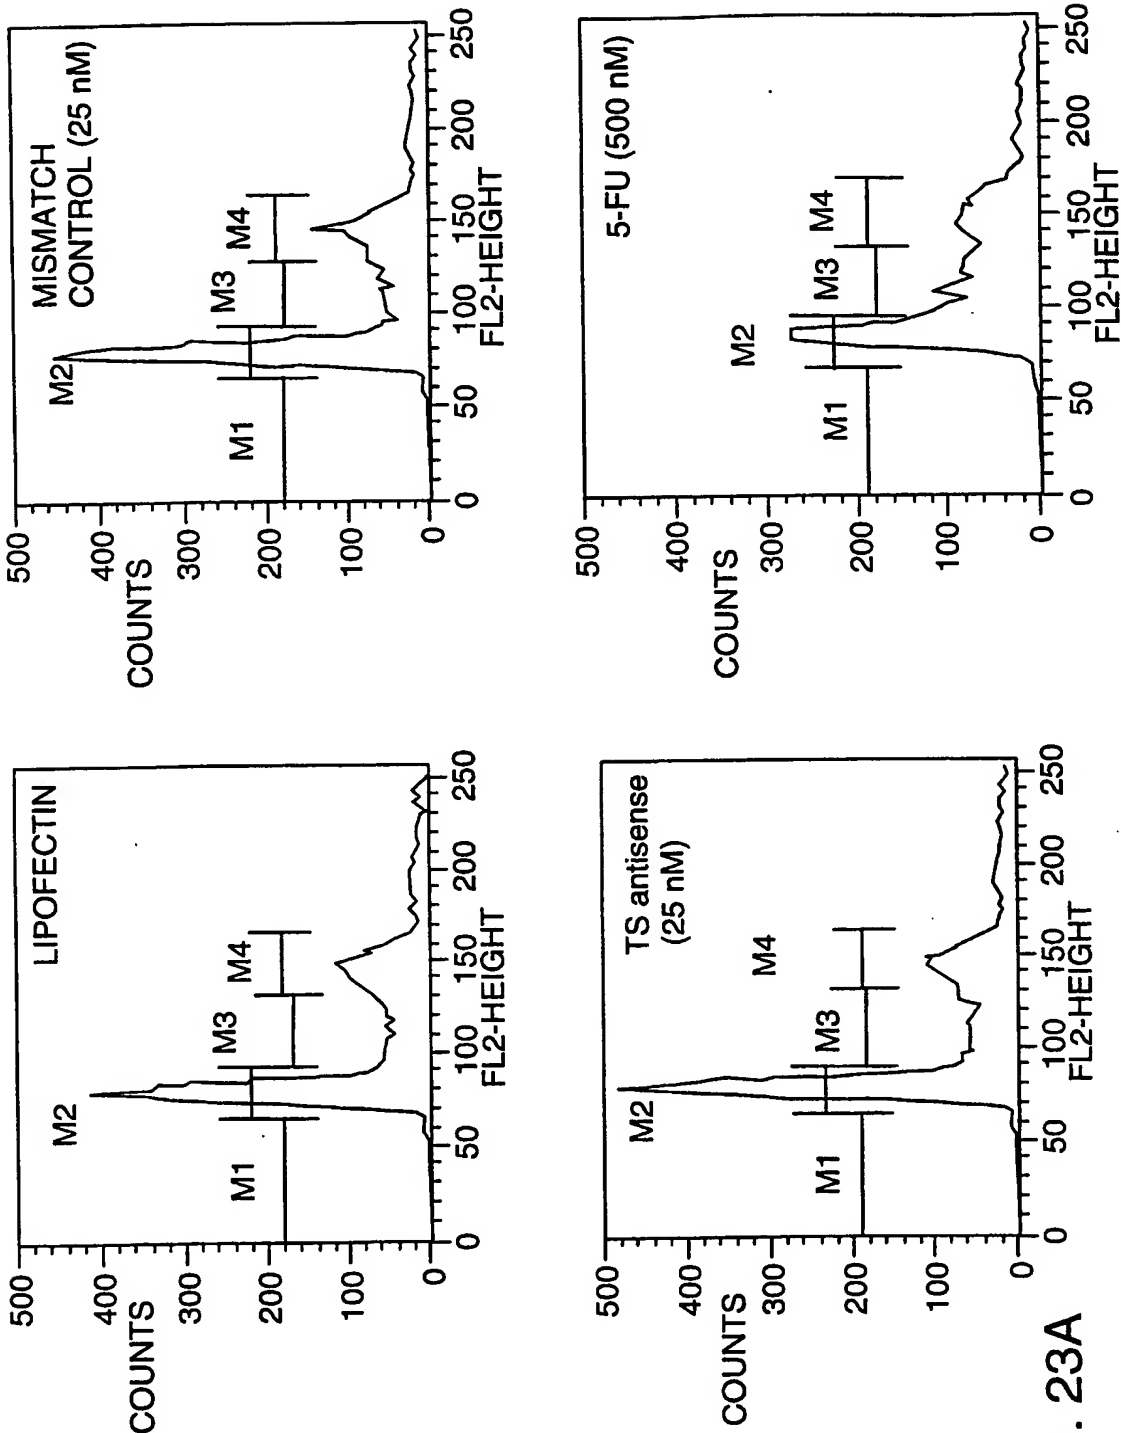 LIPOFECTIN
500
400
300
200
100
0
COUNTS
M1
M2
M3
M4
0 50 100 150 200 250
FL2-HEIGHT
MISMATCH
CONTROL (25 nM)
500
400
300
200
100
0
COUNTS
M1
M2
M3
M4
0 50 100 150 200 250
FL2-HEIGHT
TS antisense
(25 nM)
500
400
300
200
100
0
COUNTS
M1
M2
M3
M4
0 50 100 150 200 250
FL2-HEIGHT
5-FU (500 nM)
500
400
300
200
100
0
COUNTS
M1
M2
M3
M4
0 50 100 150 200 250
FL2-HEIGHT
. 23A